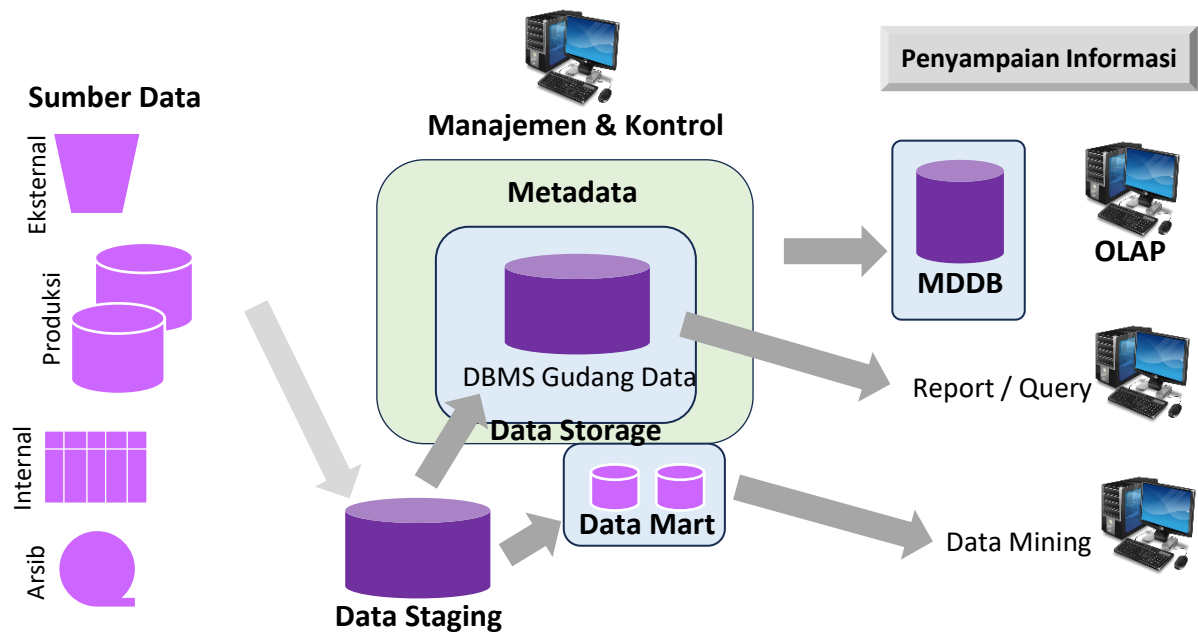 Sumber Data
Eksternal
Produksi
Internal
Arsib
Manajemen & Kontrol
Metadata
DBMS Gudang Data
Data Storage
Data Mart
Data Staging
Penyampaian Informasi
MDDB
OLAP
Report / Query
Data Mining